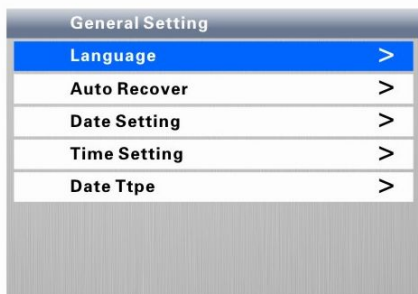 General Setting
Language >
Auto Recover >
Date Setting >
Time Setting >
Date Ttpe >